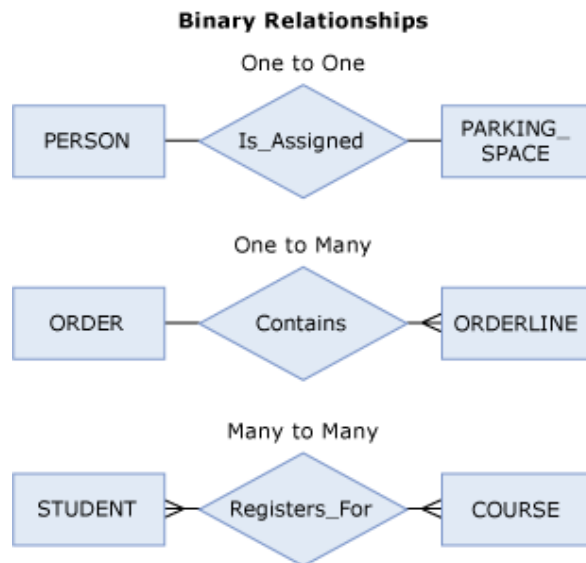 Binary Relationships
One to One
PERSON
Is_Assigned
PARKING_
SPACE
One to Many
ORDER
Contains
ORDERLINE
Many to Many
STUDENT
Registers_For
COURSE